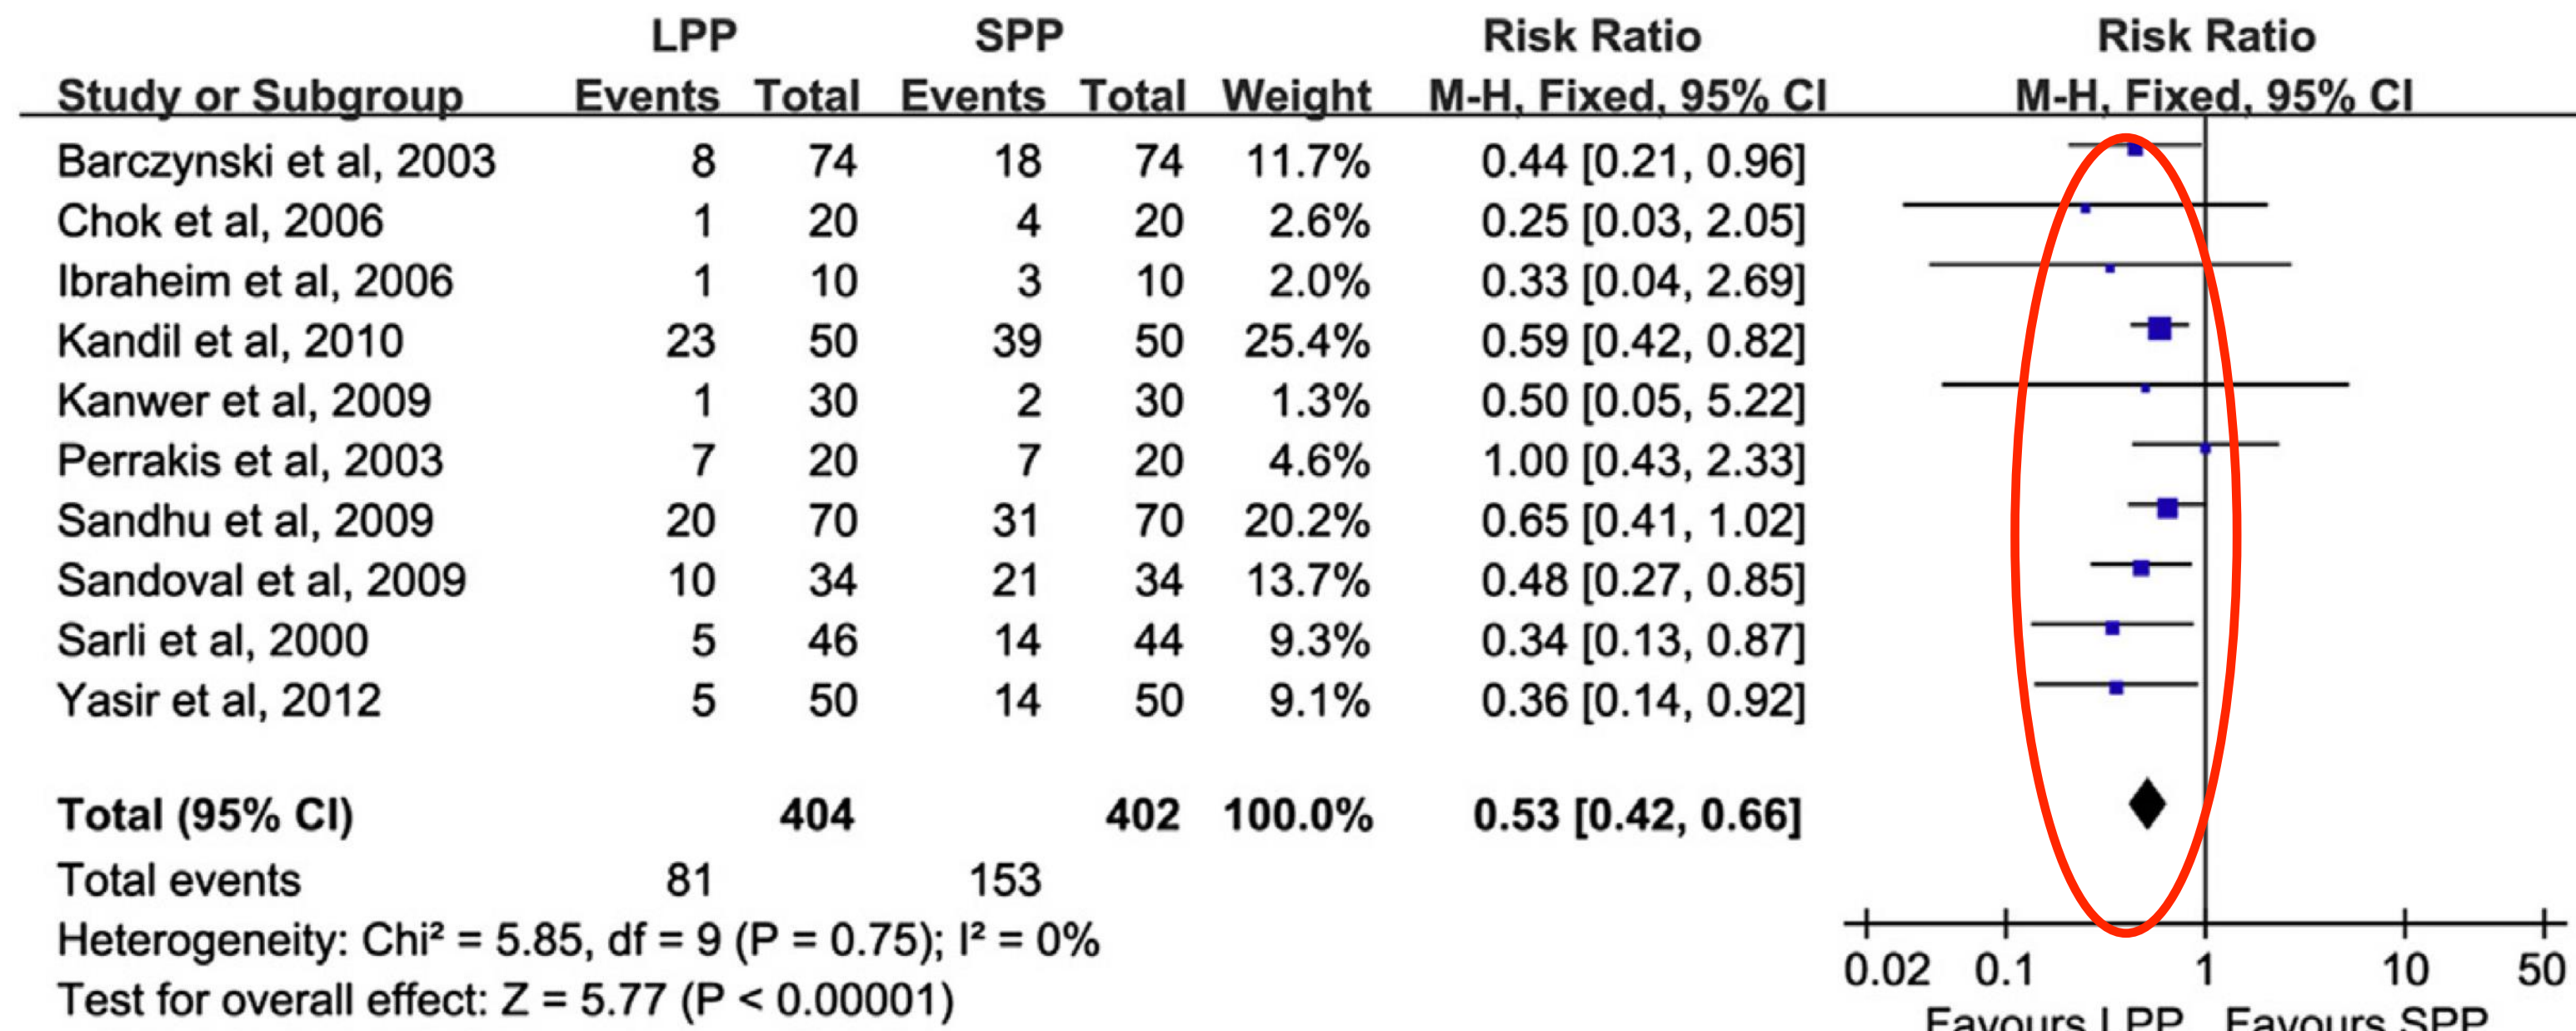 LPP SPP Risk Ratio Risk Ratio
Study or Subgroup Events Total Events Total Weight M-H, Fixed, 95% CI M-H, Fixed, 95% CI
Barczynski et al, 2003 8 74 18 74 11.7% 0.44 [0.21, 0.96]
Chok et al, 2006 1 20 4 20 2.6% 0.25 [0.03, 2.05]
Ibraheim et al, 2006 1 10 3 10 2.0% 0.33 [0.04, 2.69]
Kandil et al, 2010 23 50 39 50 25.4% 0.59 [0.42, 0.82]
Kanwer et al, 2009 1 30 2 30 1.3% 0.50 [0.05, 5.22]
Perrakis et al, 2003 7 20 7 20 4.6% 1.00 [0.43, 2.33]
Sandhu et al, 2009 20 70 31 70 20.2% 0.65 [0.41, 1.02]
Sandoval et al, 2009 10 34 21 34 13.7% 0.48 [0.27, 0.85]
Sarli et al, 2000 5 46 14 44 9.3% 0.34 [0.13, 0.87]
Yasir et al, 2012 5 50 14 50 9.1% 0.36 [0.14, 0.92]
Total (95% CI) 404 402 100.0% 0.53 [0.42, 0.66]
Total events 81 153
Heterogeneity: Chi² = 5.85, df = 9 (P = 0.75); I² = 0%
Test for overall effect: Z = 5.77 (P < 0.00001)
0.02 0.1 1 10 50
Favours LPP Favours SPP